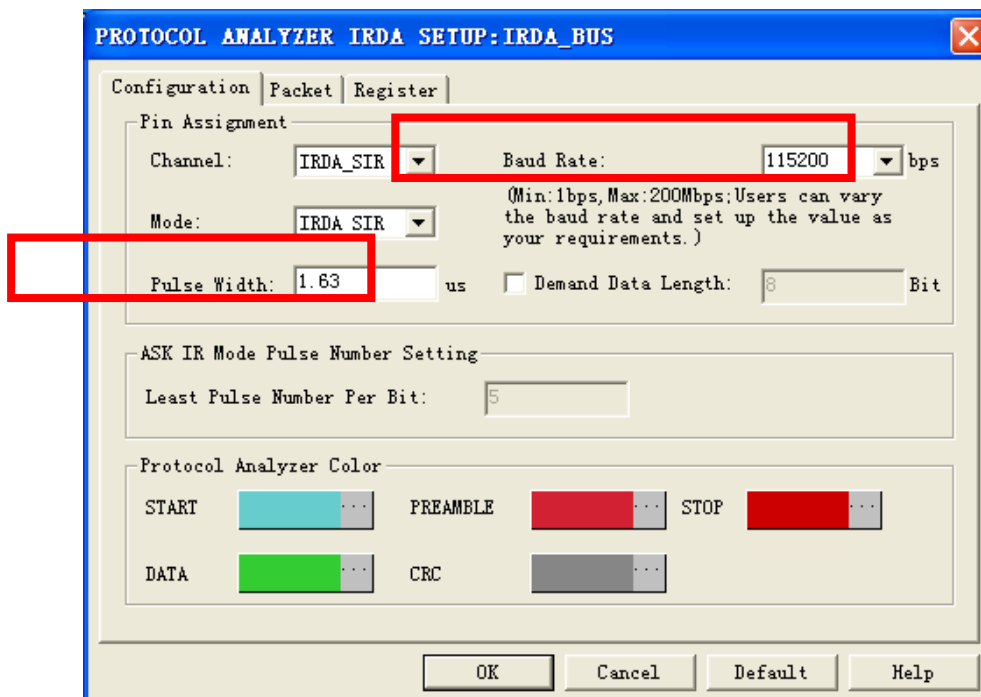 PROTOCOL ANALYZER IRDA SETUP:IRDA_BUS
Configuration Packet Register
Pin Assignment
Channel: IRDA_SIR Baud Rate: 115200 bps
(Min:1bps,Max:200Mbps;Users can vary
the baud rate and set up the value as
your requirements.)
Mode: IRDA SIR
Pulse Width: 1.63 us Demand Data Length: 8 Bit
ASK IR Mode Pulse Number Setting
Least Pulse Number Per Bit: 5
Protocol Analyzer Color
START ... PREAMBLE ... STOP ...
DATA ... CRC ...
OK Cancel Default Help